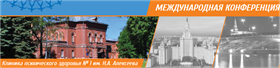 МЕЖДУНАРОДНАЯ КОНФЕРЕНЦИЯ
Клиника психического здоровья № 1 им. Н.А. Алексеева